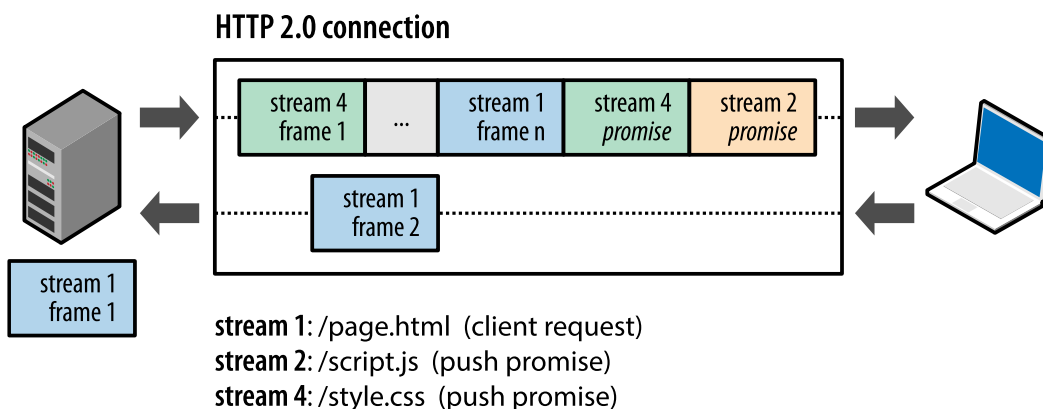 HTTP 2.0 connection
stream 4
frame 1
...
stream 1
frame n
stream 4
promise
stream 2
promise
stream 1
frame 2
stream 1
frame 1
stream 1: /page.html (client request)
stream 2: /script.js (push promise)
stream 4: /style.css (push promise)